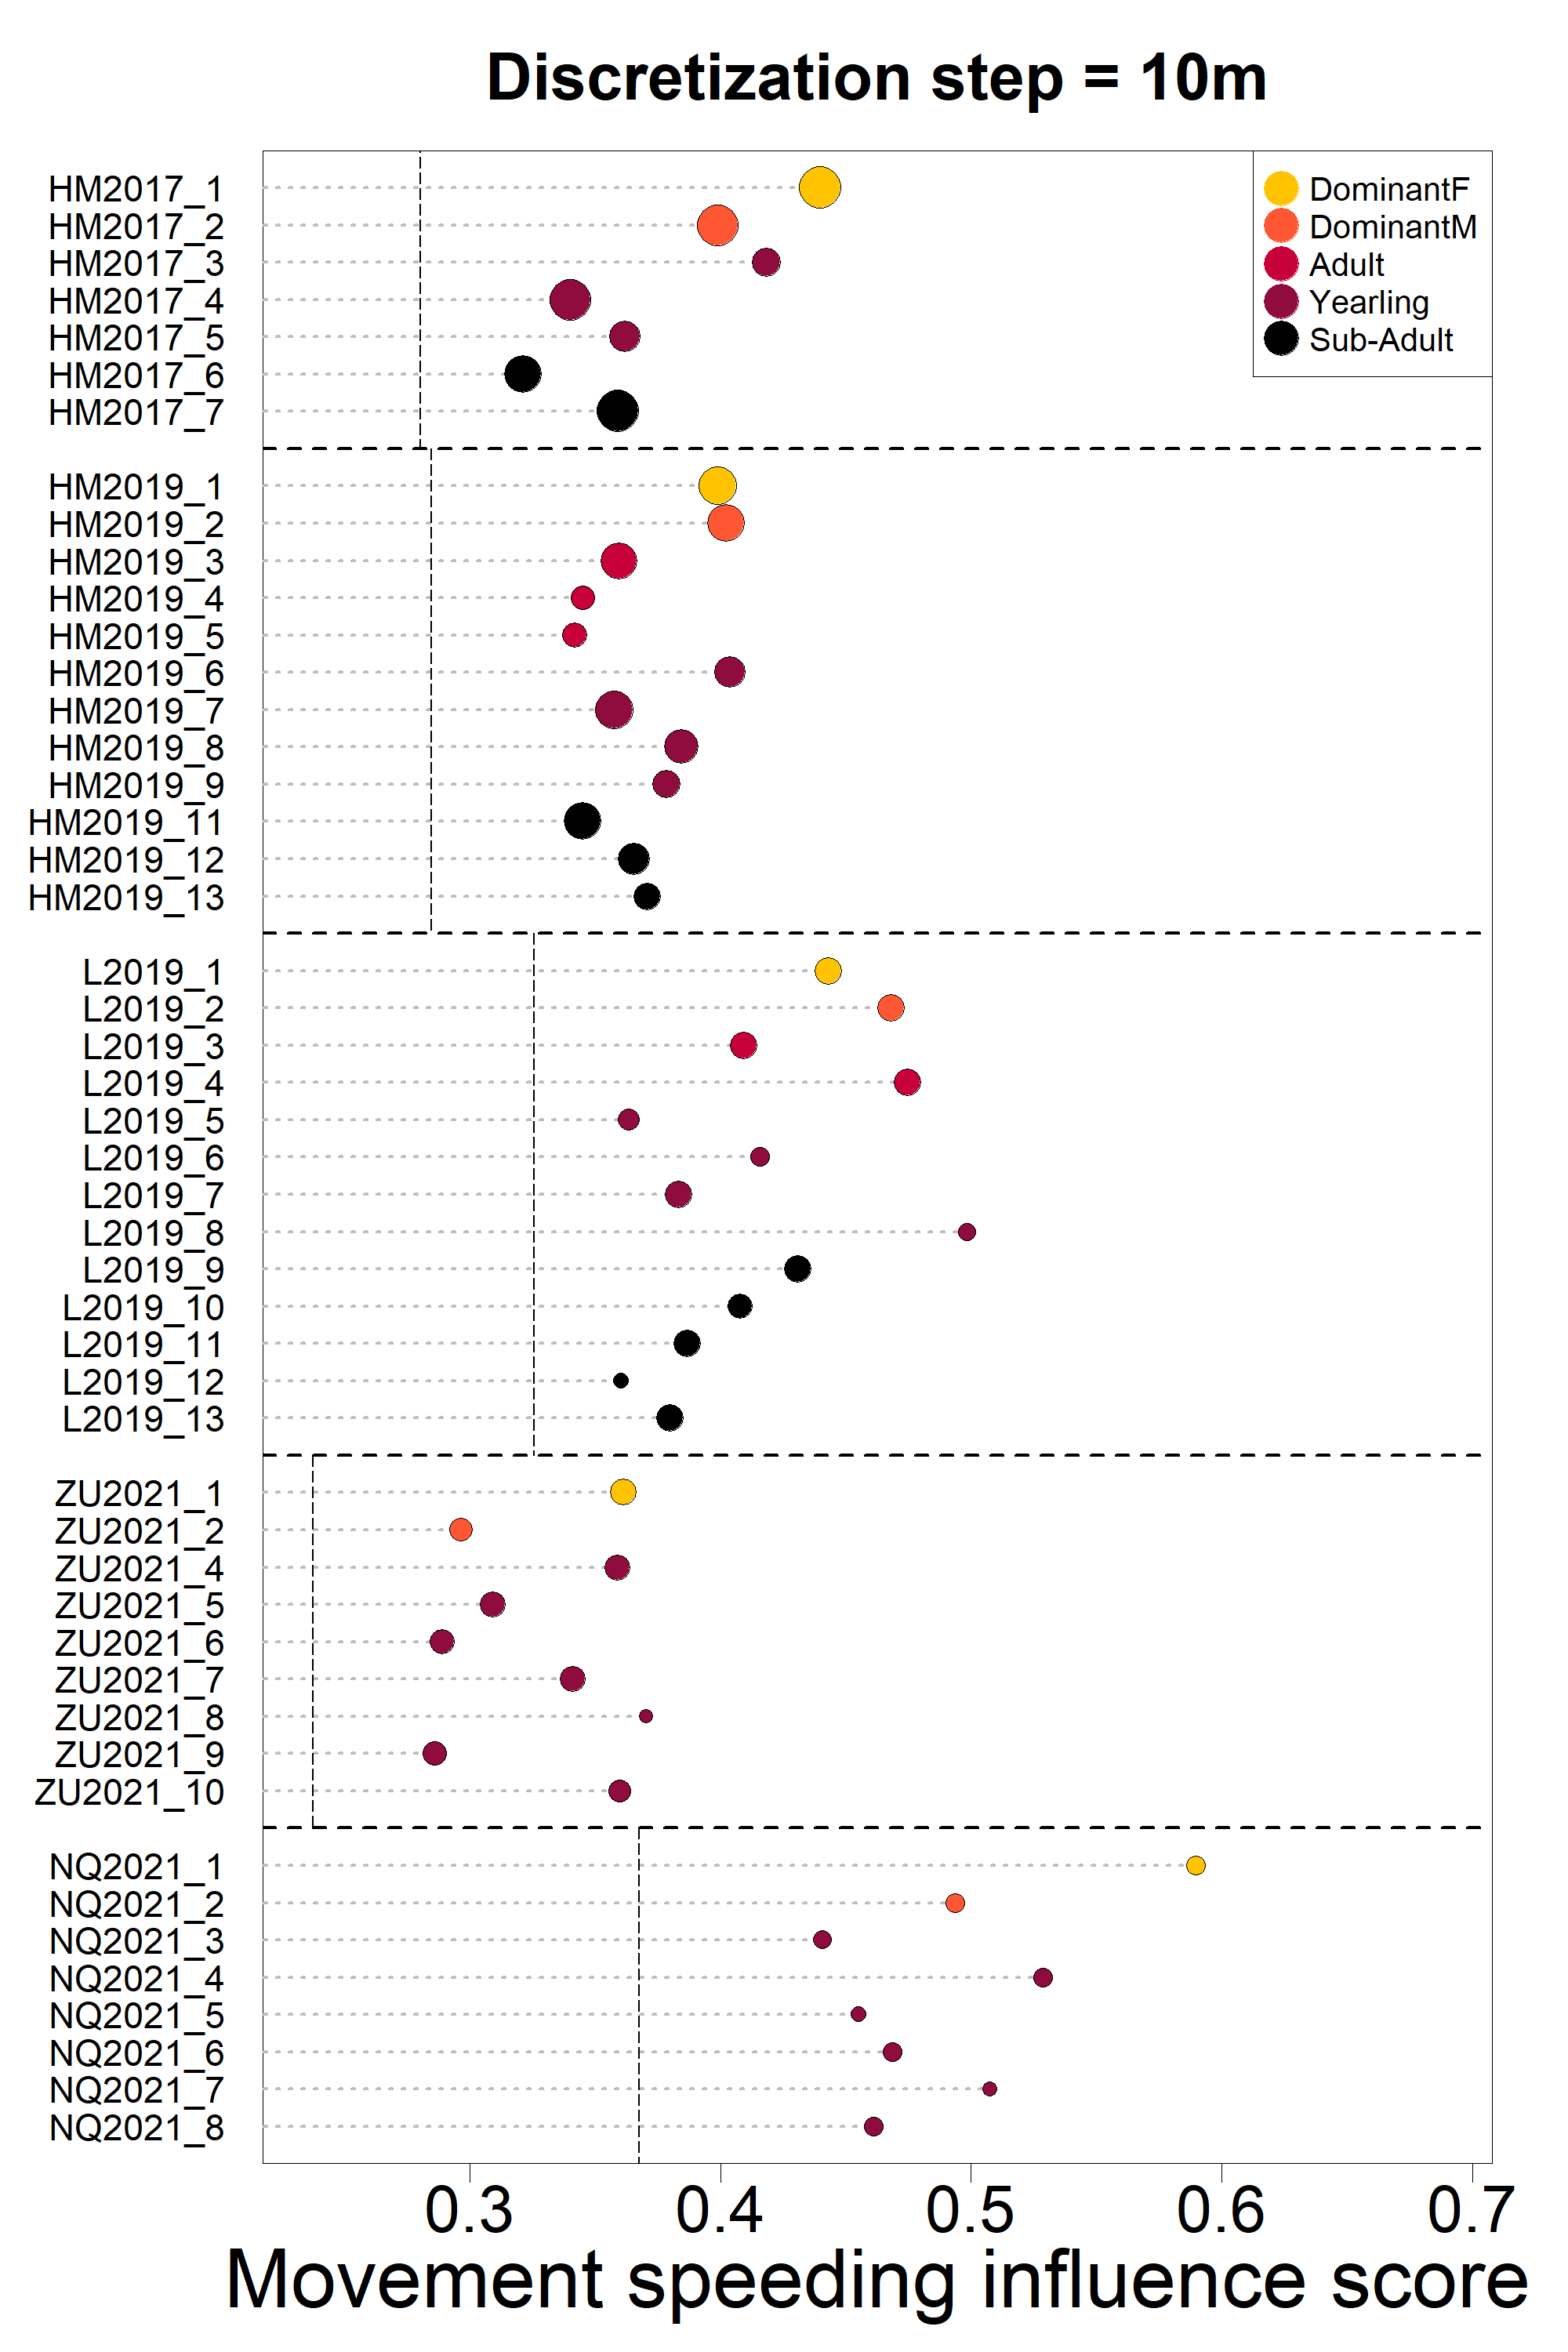 Discretization step = 10m
HM2017_1
HM2017_2
HM2017_3
HM2017_4
HM2017_5
HM2017_6
HM2017_7
HM2019_1
HM2019_2
HM2019_3
HM2019_4
HM2019_5
HM2019_6
HM2019_7
HM2019_8
HM2019_9
HM2019_11
HM2019_12
HM2019_13
L2019_1
L2019_2
L2019_3
L2019_4
L2019_5
L2019_6
L2019_7
L2019_8
L2019_9
L2019_10
L2019_11
L2019_12
L2019_13
ZU2021_1
ZU2021_2
ZU2021_4
ZU2021_5
ZU2021_6
ZU2021_7
ZU2021_8
ZU2021_9
ZU2021_10
NQ2021_1
NQ2021_2
NQ2021_3
NQ2021_4
NQ2021_5
NQ2021_6
NQ2021_7
NQ2021_8
DominantF
DominantM
Adult
Yearling
Sub-Adult
0.3 0.4 0.5 0.6 0.7
Movement speeding influence score